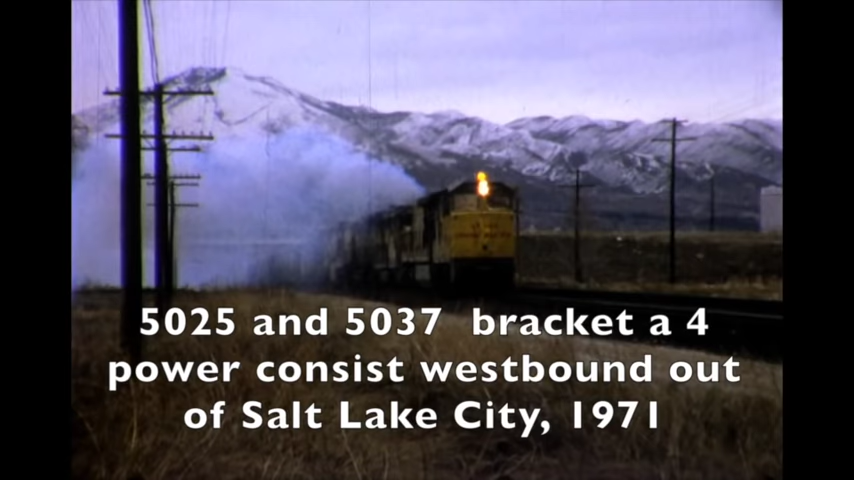 5025 and 5037 bracket a 4
power consist westbound out
of Salt Lake City, 1971